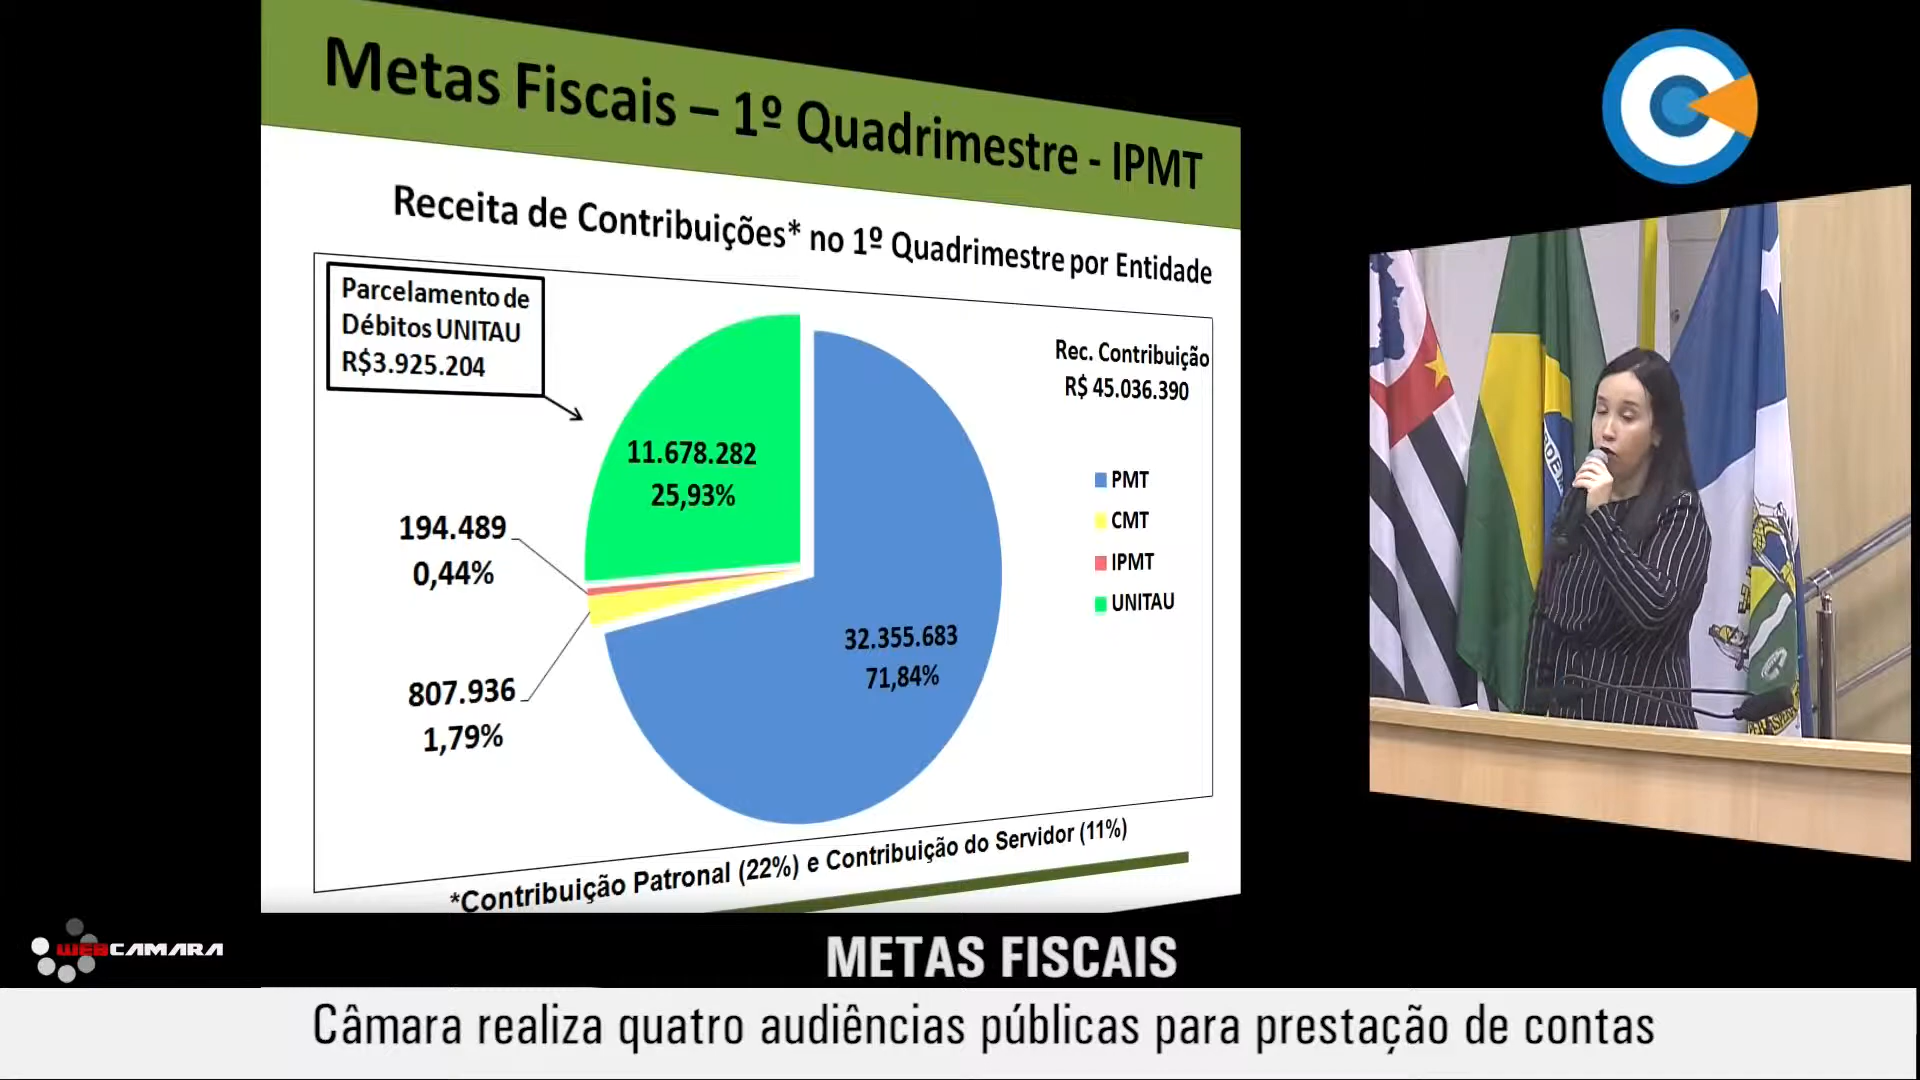 Metas Fiscais – 1º Quadrimestre - IPMT
Receita de Contribuições* no 1º Quadrimestre por Entidade
Parcelamento de
Débitos UNITAU
R$3.925.204
Rec. Contribuição
R$ 45.036.390
11.678.282
25,93%
194.489
0,44%
807.936
1,79%
32.355.683
71,84%
PMT
CMT
IPMT
UNITAU
*Contribuição Patronal (22%) e Contribuição do Servidor (11%)
WEBCAMARA
METAS FISCAIS
Câmara realiza quatro audiências públicas para prestação de contas